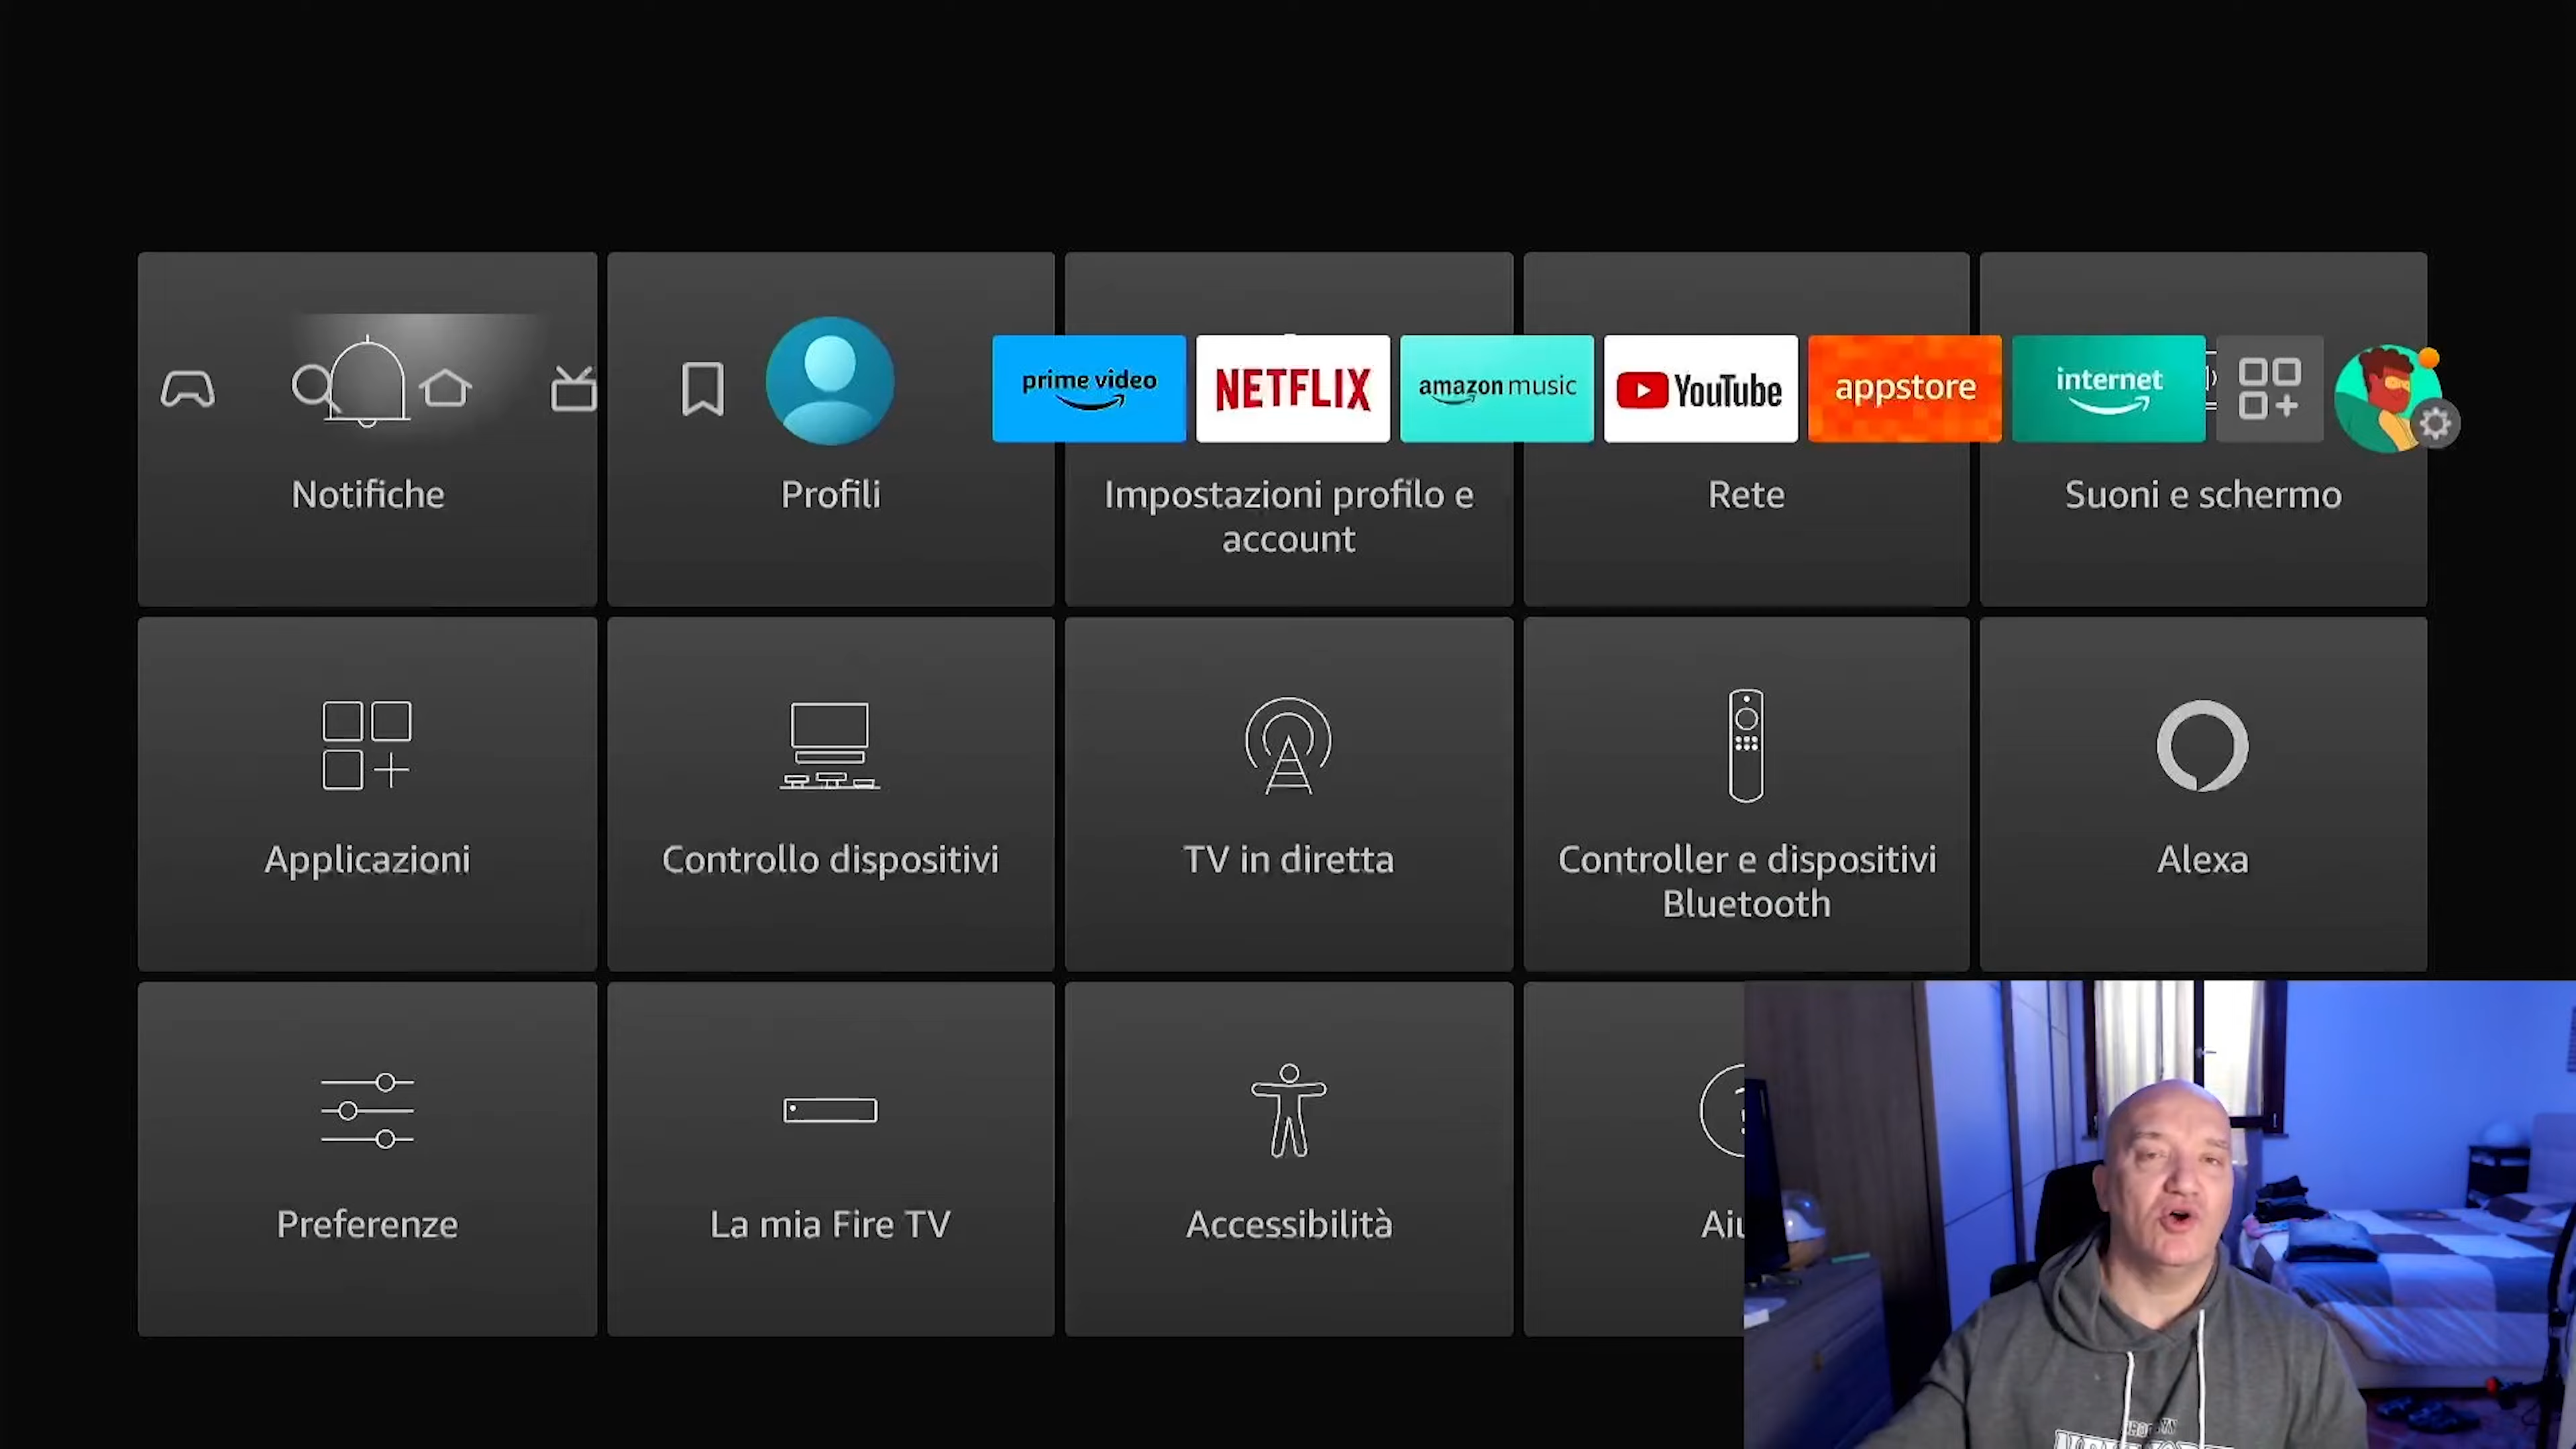 prime video
NETFLIX
amazon music
YouTube
appstore
internet
Notifiche
Profili
Impostazioni profilo e
account
Rete
Suoni e schermo
Applicazioni
Controllo dispositivi
TV in diretta
Controller e dispositivi
Bluetooth
Alexa
Preferenze
La mia Fire TV
Accessibilità